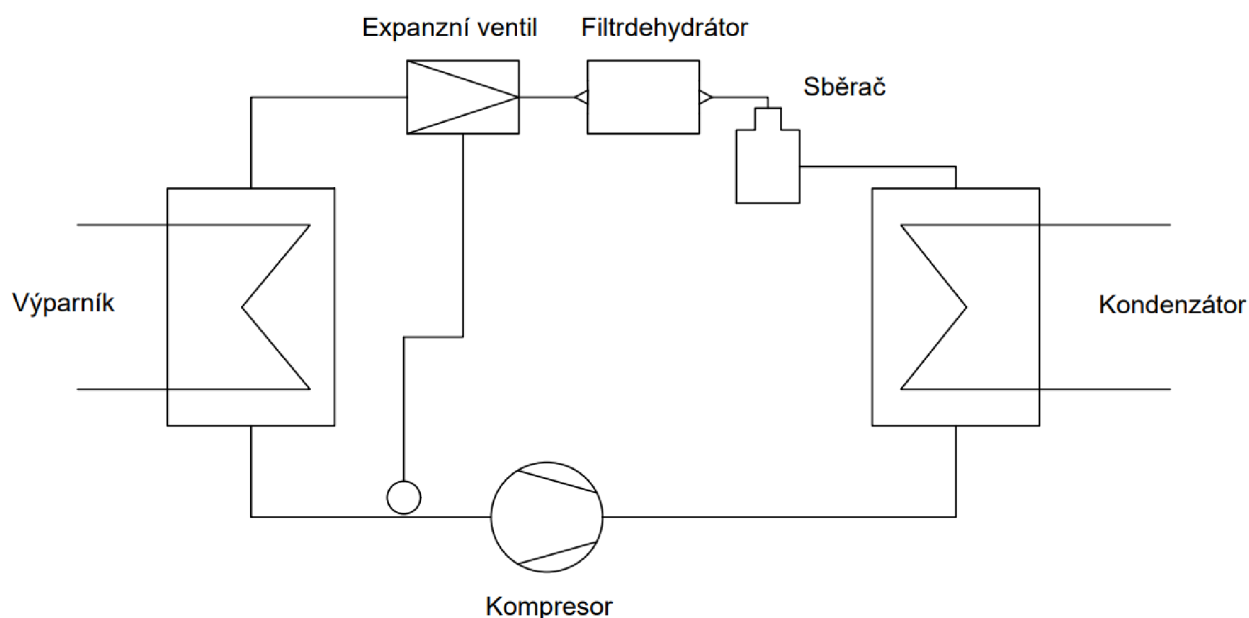 Expanzní ventil
Filtrdehydrátor
Sběrač
Výparník
Kondenzátor
Kompresor